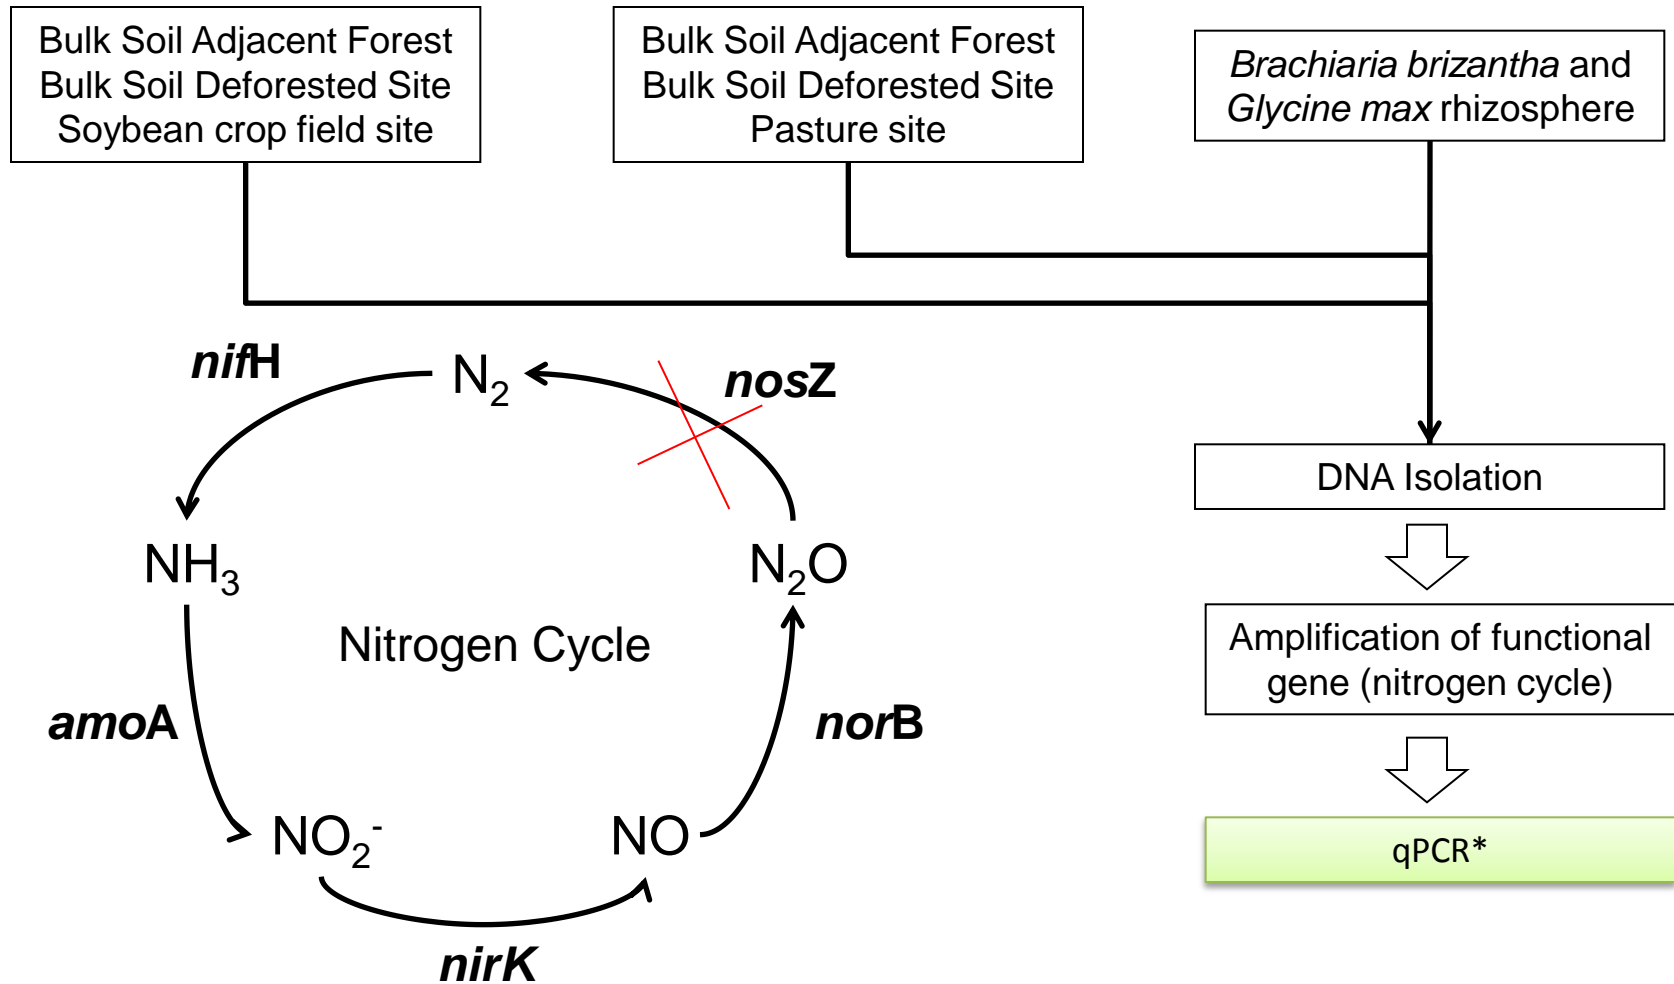 Bulk Soil Adjacent Forest
Bulk Soil Deforested Site
Soybean crop field site
Bulk Soil Adjacent Forest
Bulk Soil Deforested Site
Pasture site
Brachiaria brizantha and
Glycine max rhizosphere
nifH
N₂
nosZ
NH₃
N₂O
Nitrogen Cycle
amoA
norB
NO₂⁻
NO
nirK
DNA Isolation
Amplification of functional
gene (nitrogen cycle)
qPCR*